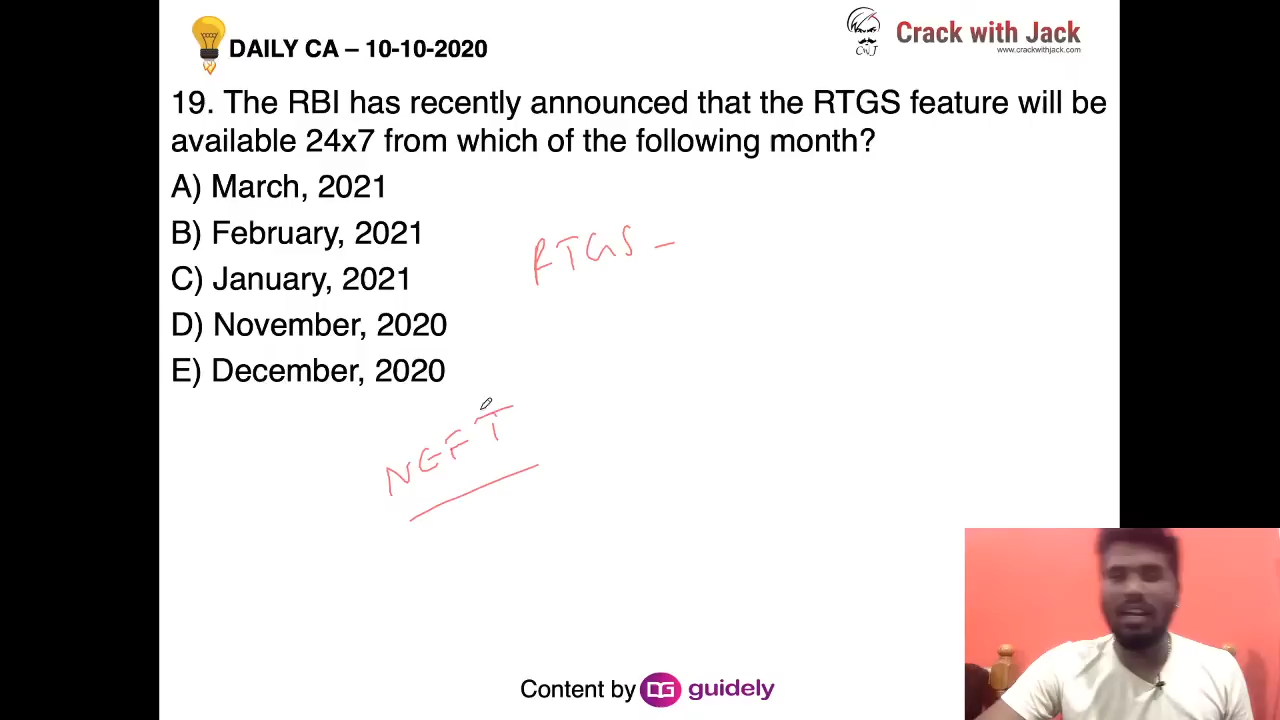 DAILY CA – 10-10-2020
Crack with Jack
www.crackwithjack.com
CWJ
19. The RBI has recently announced that the RTGS feature will be
available 24x7 from which of the following month?
A) March, 2021
B) February, 2021
C) January, 2021
D) November, 2020
E) December, 2020
RTGS -
NEFT
Content by guidely